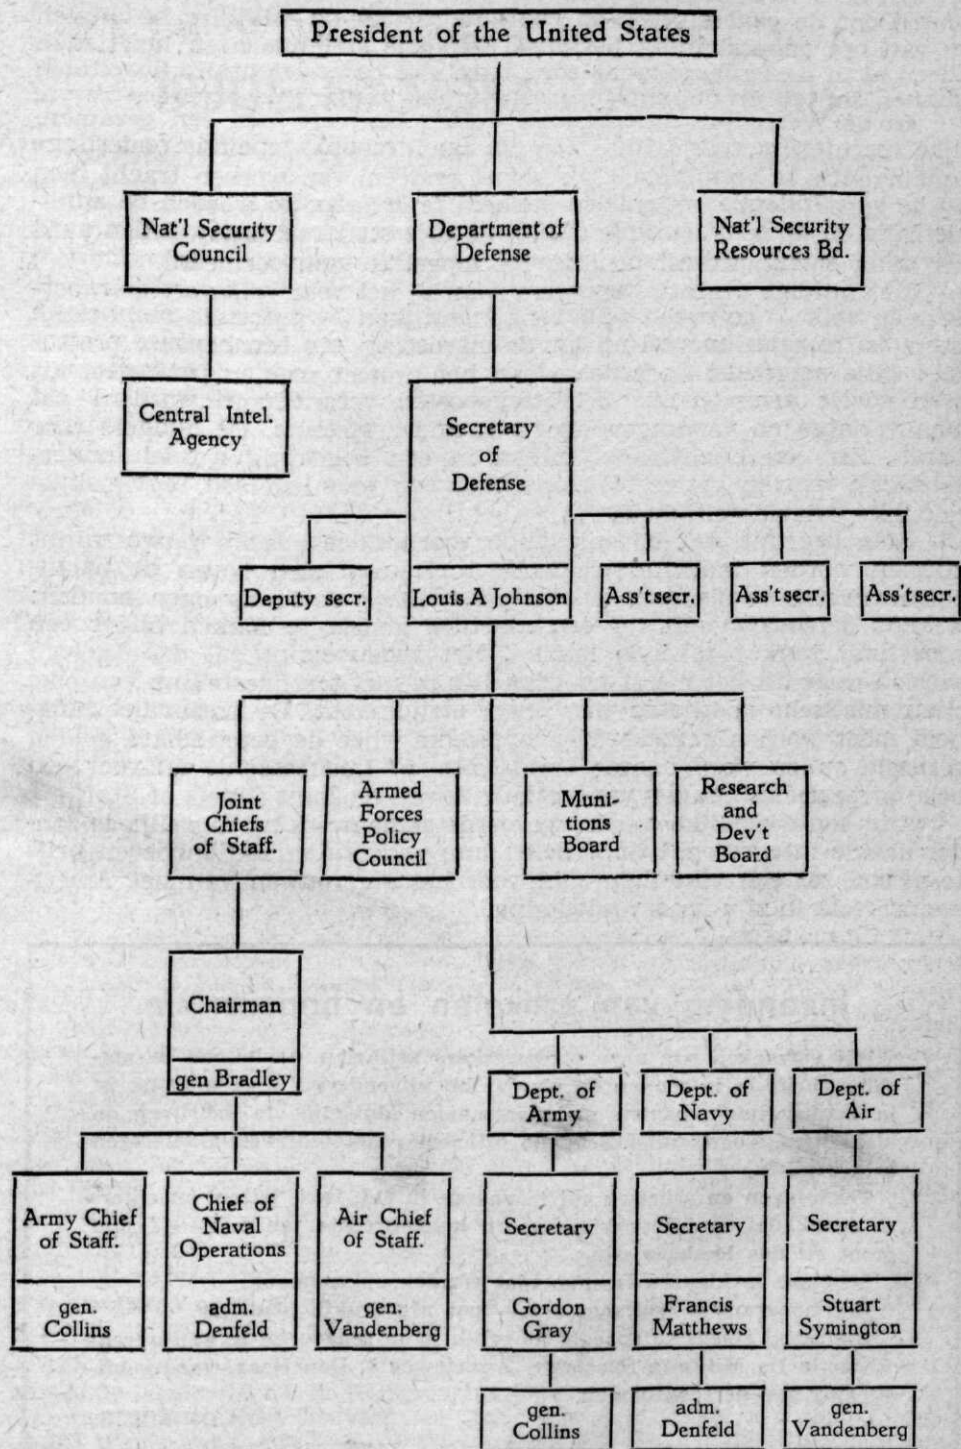 President of the United States
Nat'l Security
Council
Department of
Defense
Nat'l Security
Resources Bd.
Central Intel.
Agency
Secretary
of
Defense
Deputy secr.
Louis A Johnson
Ass't secr.
Ass't secr.
Ass't secr.
Joint
Chiefs
of Staff.
Armed
Forces
Policy
Council
Muni-
tions
Board
Research
and
Dev't
Board
Chairman
gen Bradley
Dept. of
Army
Dept. of
Navy
Dept. of
Air
Army Chief
of Staff.
gen.
Collins
Chief of
Naval
Operations
adm.
Denfeld
Air Chief
of Staff.
gen.
Vandenberg
Secretary
Gordon
Gray
Secretary
Francis
Matthews
Secretary
Stuart
Symington
gen.
Collins
adm.
Denfeld
gen.
Vandenberg